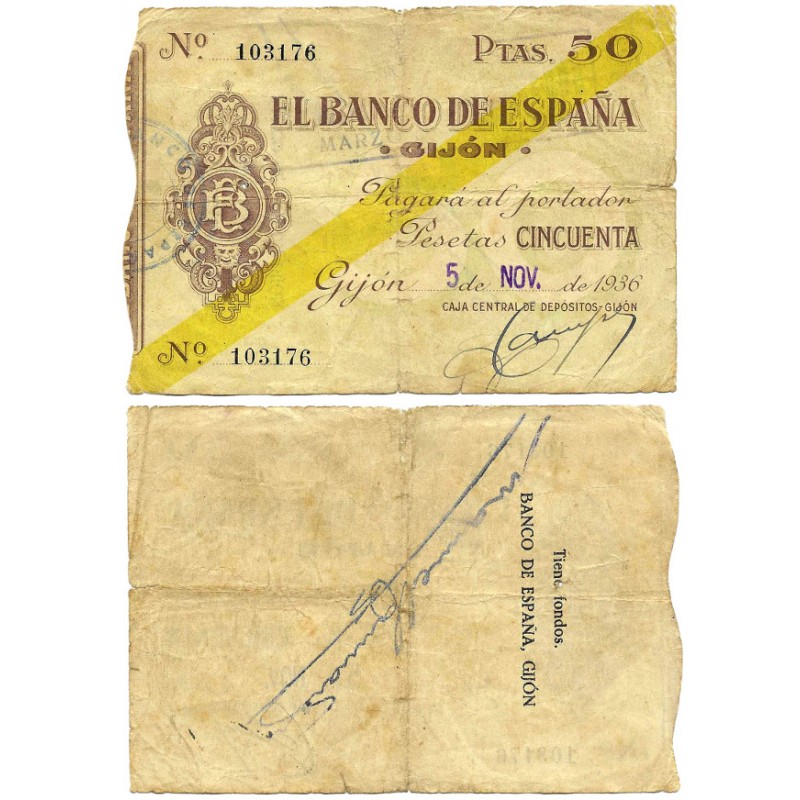 Nº 103176 PTAS. 50
EL BANCO DE ESPAÑA
MARZ
• GIJÓN •
Pagará al portador
Pesetas CINCUENTA
Gijón 5 de NOV. de 1936
CAJA CENTRAL DE DEPÓSITOS-GIJÓN
Nº 103176
Tiene fondos.
BANCO DE ESPAÑA, GIJÓN